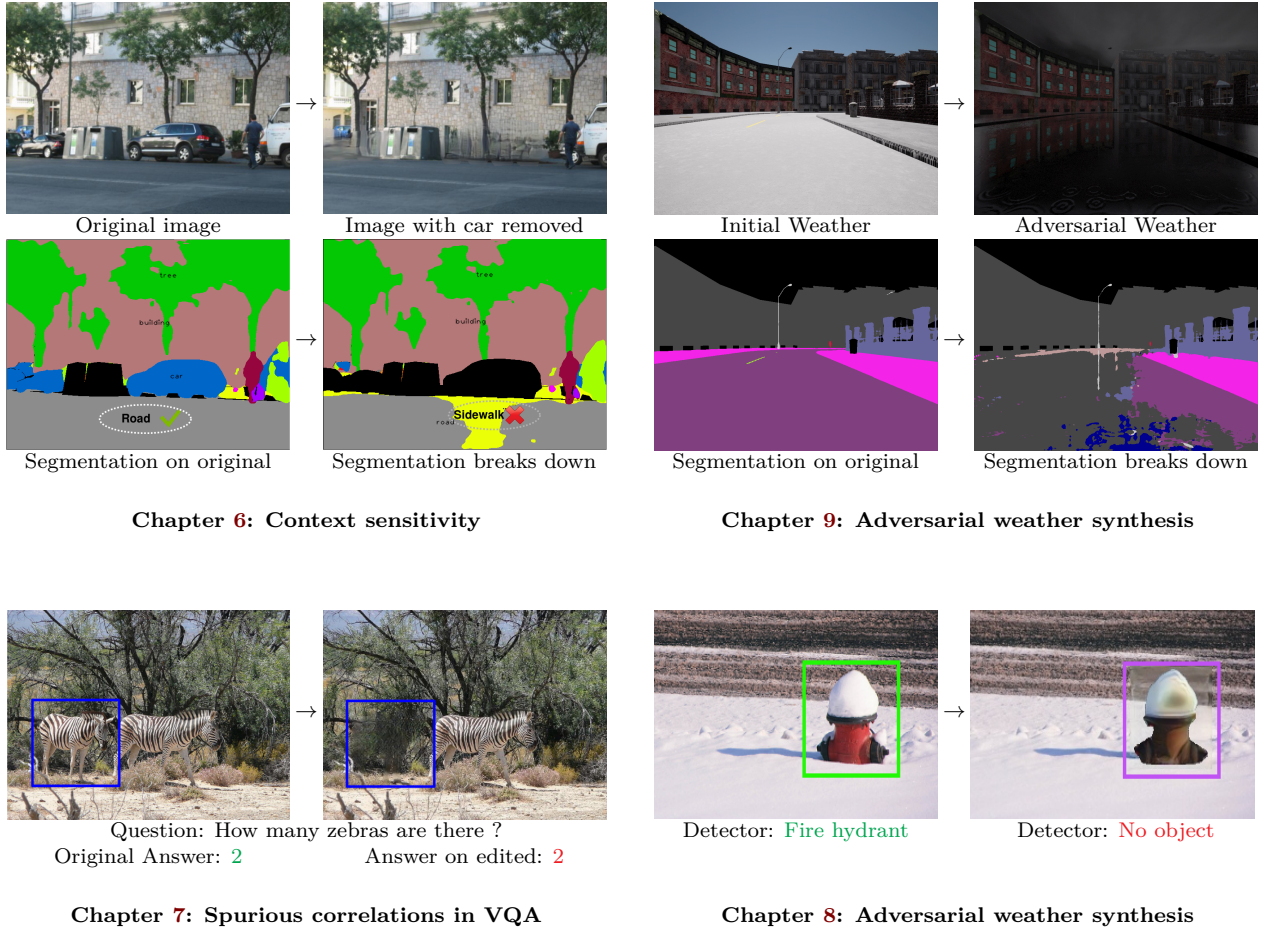 Original image
Image with car removed
tree
building
car
Road
Segmentation on original
tree
building
Sidewalk
road
Segmentation breaks down
Chapter 6: Context sensitivity
Initial Weather
Adversarial Weather
Segmentation on original
Segmentation breaks down
Chapter 9: Adversarial weather synthesis
Question: How many zebras are there ?
Original Answer: 2
Answer on edited: 2
Chapter 7: Spurious correlations in VQA
Detector: Fire hydrant
Detector: No object
Chapter 8: Adversarial weather synthesis